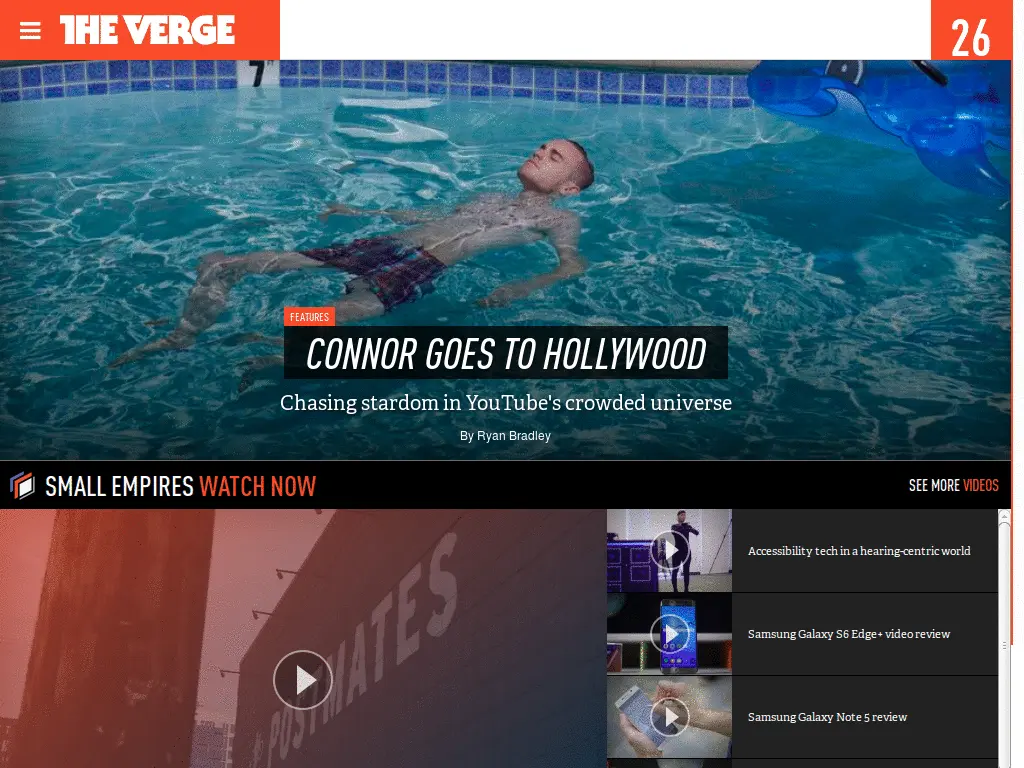 THE VERGE
26
7"
FEATURES
CONNOR GOES TO HOLLYWOOD
Chasing stardom in YouTube's crowded universe
By Ryan Bradley
SMALL EMPIRES WATCH NOW
SEE MORE VIDEOS
POSTMATES
Accessibility tech in a hearing-centric world
Samsung Galaxy S6 Edge+ video review
Samsung Galaxy Note 5 review